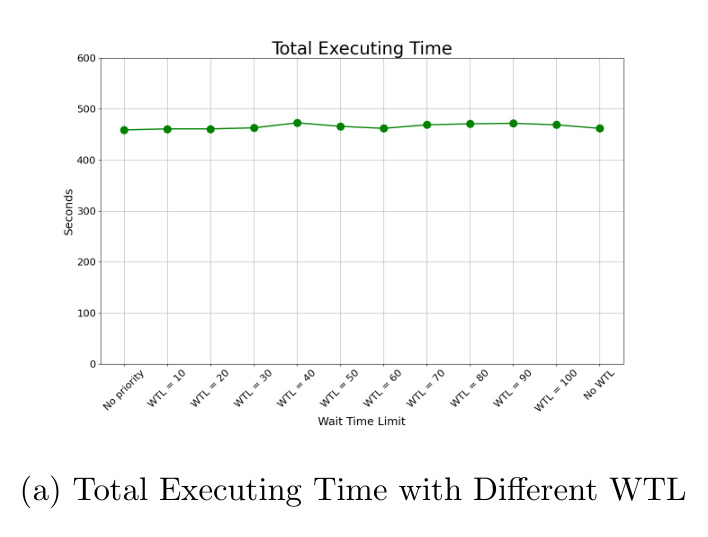 Total Executing Time
600
500
400
300
200
100
0
Seconds
No priority
WTL = 10
WTL = 20
WTL = 30
WTL = 40
WTL = 50
WTL = 60
WTL = 70
WTL = 80
WTL = 90
WTL = 100
No WTL
Wait Time Limit
(a) Total Executing Time with Different WTL